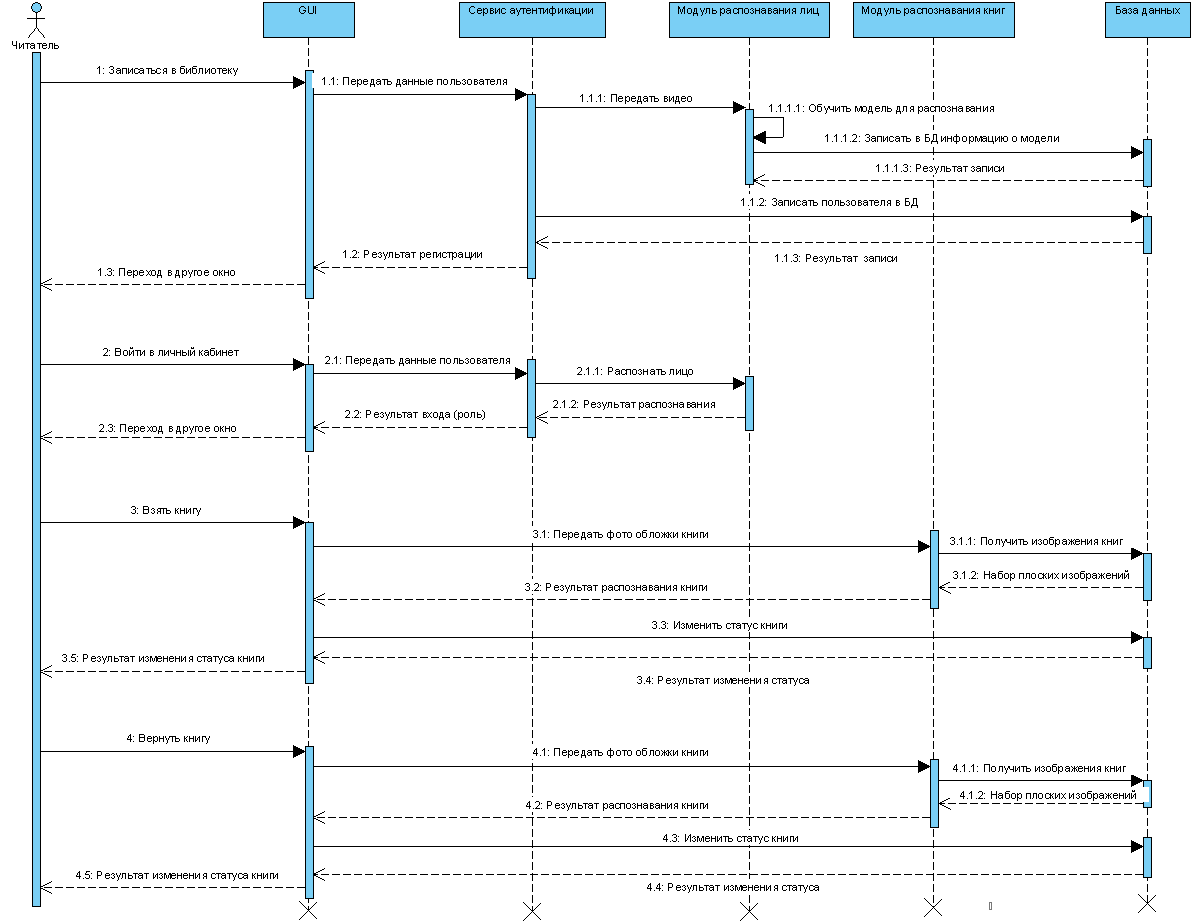 GUI
Сервис аутентификации
Модуль распознавания лиц
Модуль распознавания книг
База данных
Читатель
1: Записаться в библиотеку
1.1: Передать данные пользователя
1.1.1: Передать видео
1.1.1.1: Обучить модель для распознавания
1.1.1.2: Записать в БД информацию о модели
1.1.1.3: Результат записи
1.1.2: Записать пользователя в БД
1.1.3: Результат записи
1.2: Результат регистрации
1.3: Переход в другое окно
2: Войти в личный кабинет
2.1: Передать данные пользователя
2.1.1: Распознать лицо
2.1.2: Результат распознавания
2.2: Результат входа (роль)
2.3: Переход в другое окно
3: Взять книгу
3.1: Передать фото обложки книги
3.1.1: Получить изображения книг
3.1.2: Набор плоских изображений
3.2: Результат распознавания книги
3.3: Изменить статус книги
3.4: Результат изменения статуса
3.5: Результат изменения статуса книги
4: Вернуть книгу
4.1: Передать фото обложки книги
4.1.1: Получить изображения книг
4.1.2: Набор плоских изображений
4.2: Результат распознавания книги
4.3: Изменить статус книги
4.4: Результат изменения статуса
4.5: Результат изменения статуса книги